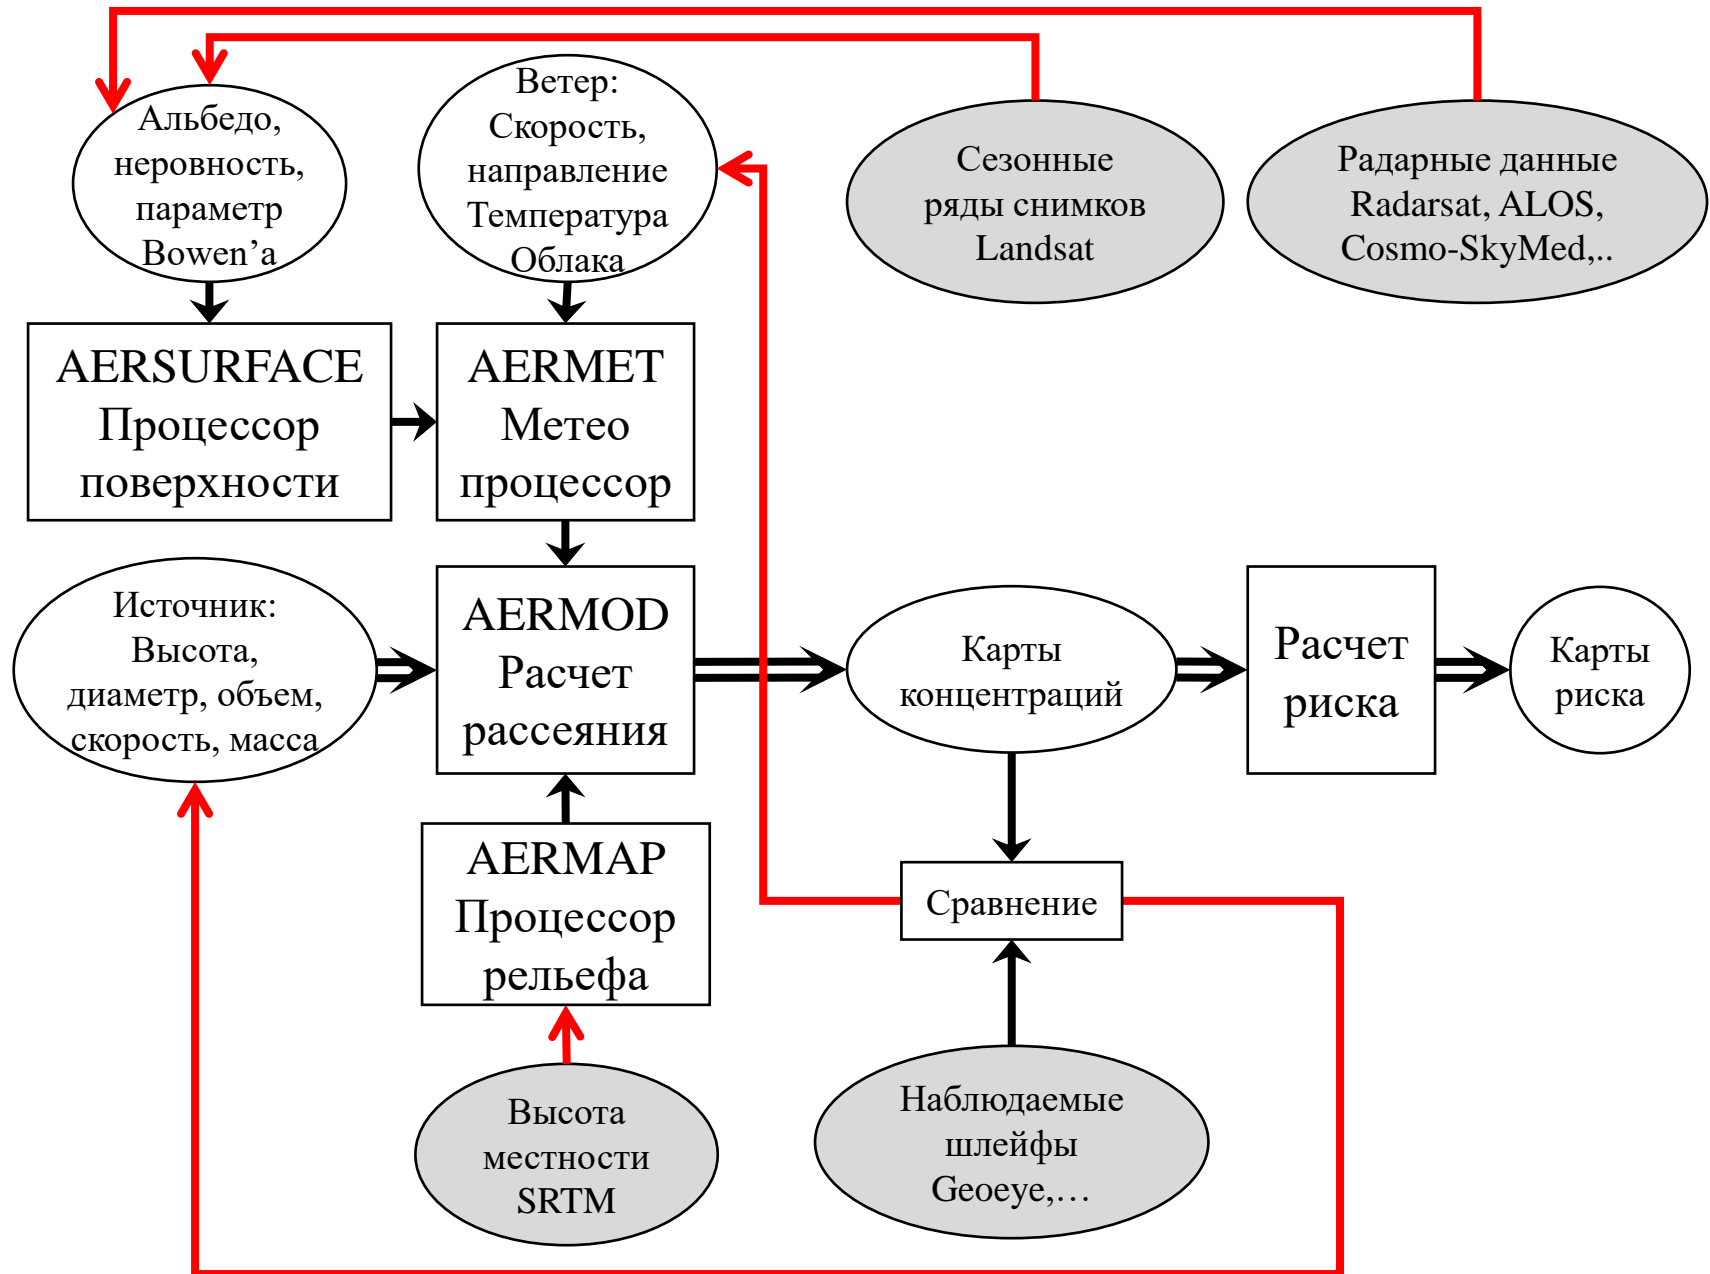 Альбедо,
неровность,
параметр
Bowen’а
Ветер:
Скорость,
направление
Температура
Облака
Сезонные
ряды снимков
Landsat
Радарные данные
Radarsat, ALOS,
Cosmo-SkyMed,..
AERSURFACE
Процессор
поверхности
AERMET
Метео
процессор
Источник:
Высота,
диаметр, объем,
скорость, масса
AERMOD
Расчет
рассеяния
Карты
концентраций
Расчет
риска
Карты
риска
AERMAP
Процессор
рельефа
Сравнение
Высота
местности
SRTM
Наблюдаемые
шлейфы
Geoeye,…